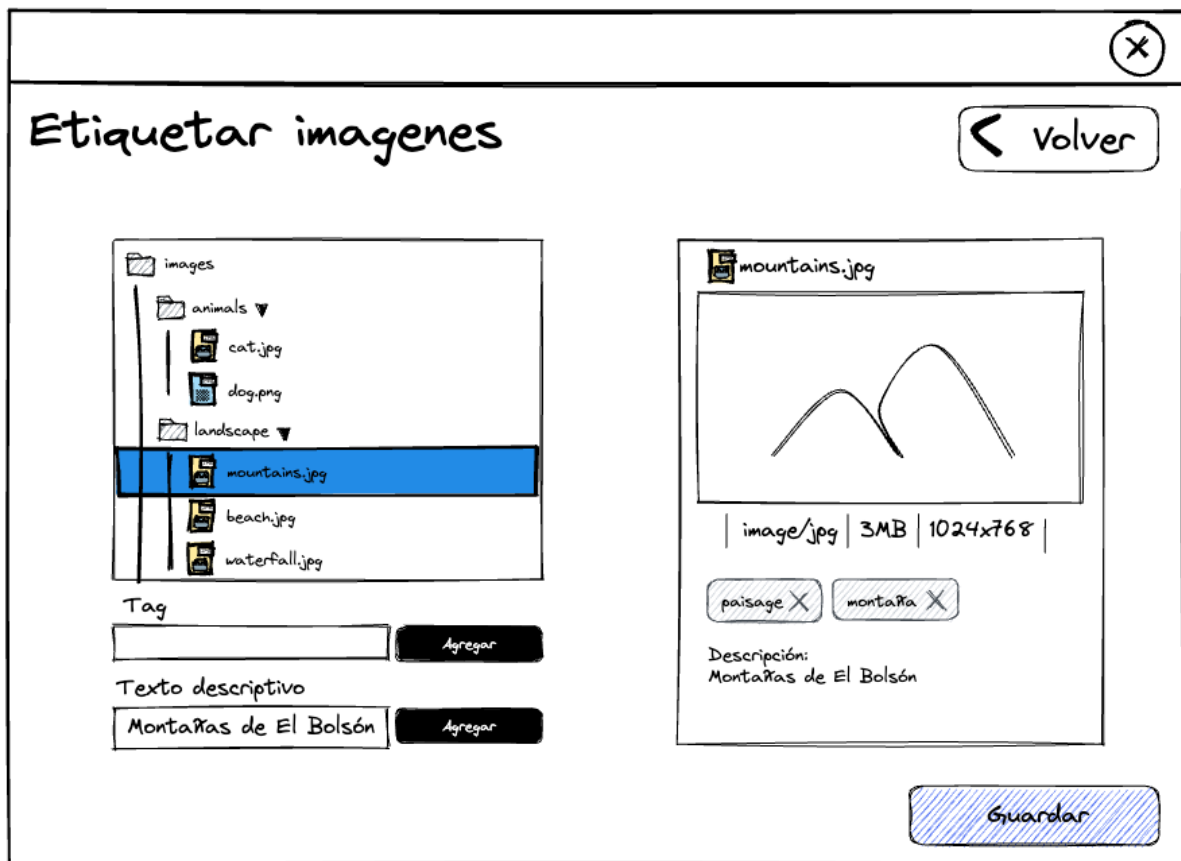 Etiquetar imagenes
Volver
images
animals
cat.jpg
dog.png
landscape
mountains.jpg
beach.jpg
waterfall.jpg
Tag
Agregar
Texto descriptivo
Montañas de El Bolsón
Agregar
mountains.jpg
image/jpg | 3MB | 1024x768
paisage X
montaña X
Descripción:
Montañas de El Bolsón
Guardar